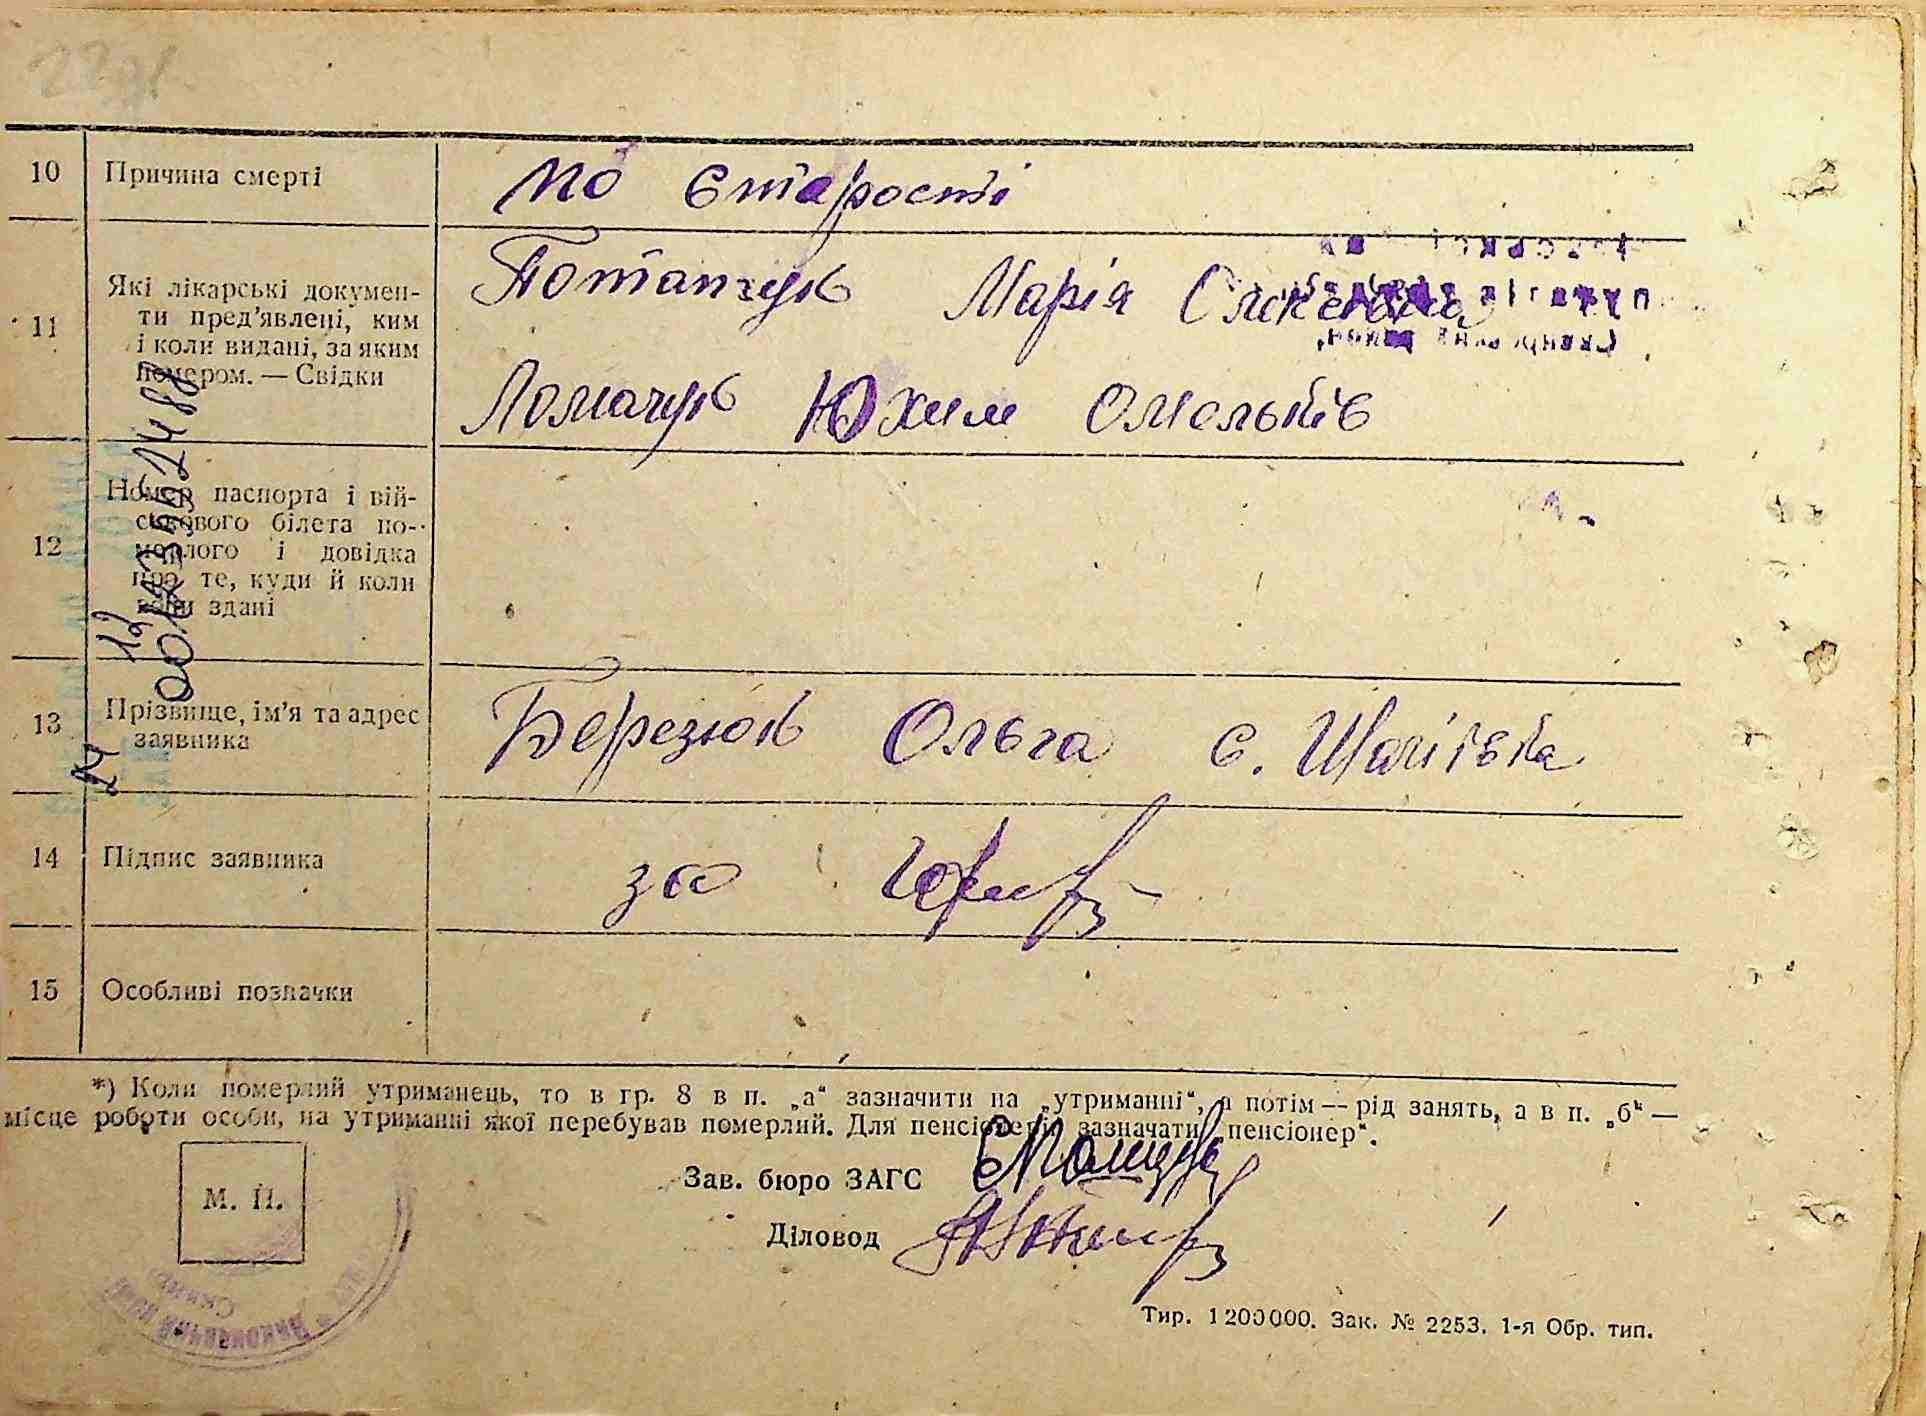 10 Причина смерті по старості
11 Які лікарські докумен-
ти пред'явлені, ким
і коли видані, за яким
номером. — Свідки
Потапчук Марія
Ломачук Юхим Омельків
12 Номер паспорта і вій-
ськового білета по-
мерлого і довідка
про те, куди й коли
вони здані
13 Прізвище, ім'я та адрес
заявника
Березюк Ольга с.
14 Підпис заявника за
15 Особливі позначки
*) Коли померлий утриманець, то в гр. 8 в п. „а“ зазначити на „утриманні“, а потім — рід занять, а в п. „б“ —
місце роботи особи, на утриманні якої перебував померлий. Для пенсіонерів зазначати „пенсіонер“.
М. П.
Зав. бюро ЗАГС
Діловод
Тир. 1200000. Зак. № 2253. 1-я Обр. тип.